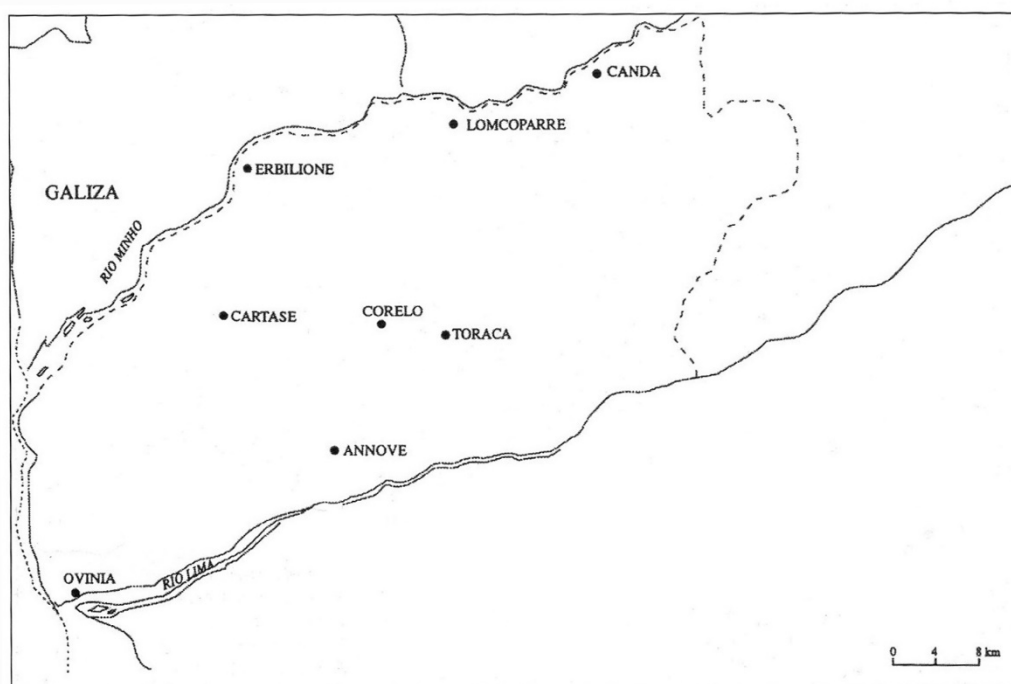 CANDA
LOMCOPARRE
ERBILIONE
GALIZA
RIO MINHO
CARTASE
CORELO
TORACA
ANNOVE
OVINIA
RIO LIMA
0 4 8 km